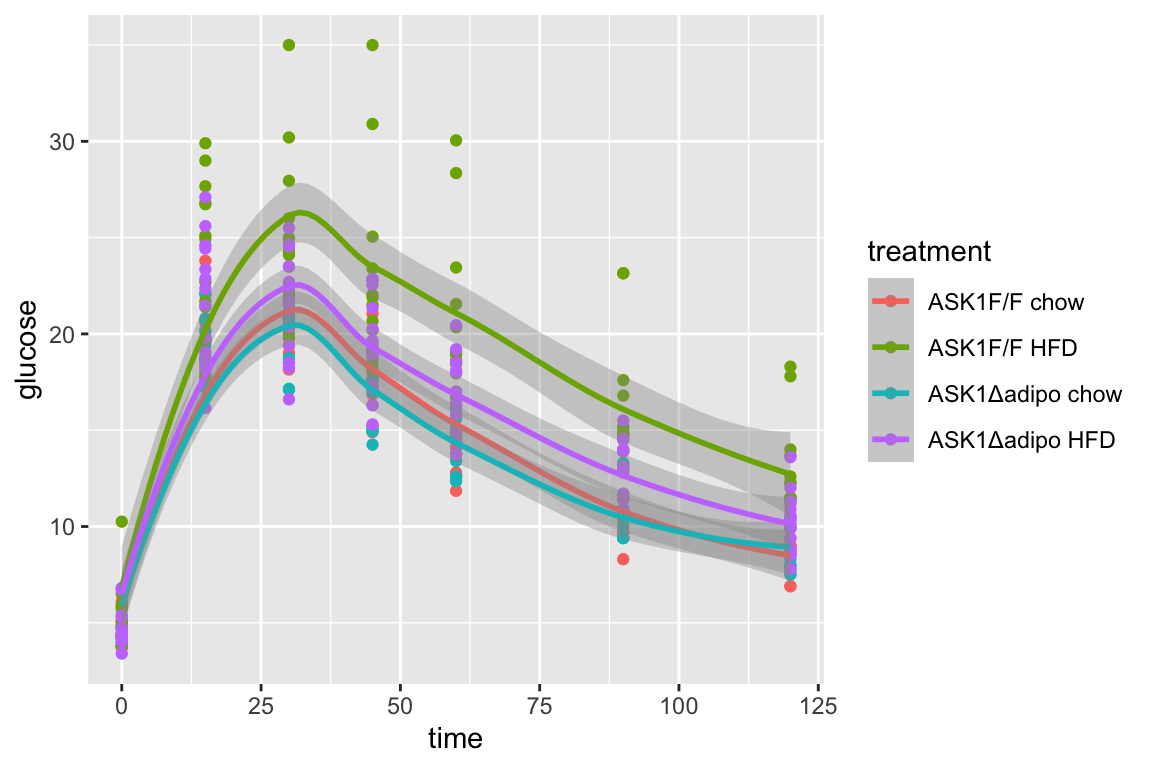 30
20
10
glucose
0
25
50
75
100
125
time
treatment
ASK1F/F chow
ASK1F/F HFD
ASK1Δadipo chow
ASK1Δadipo HFD